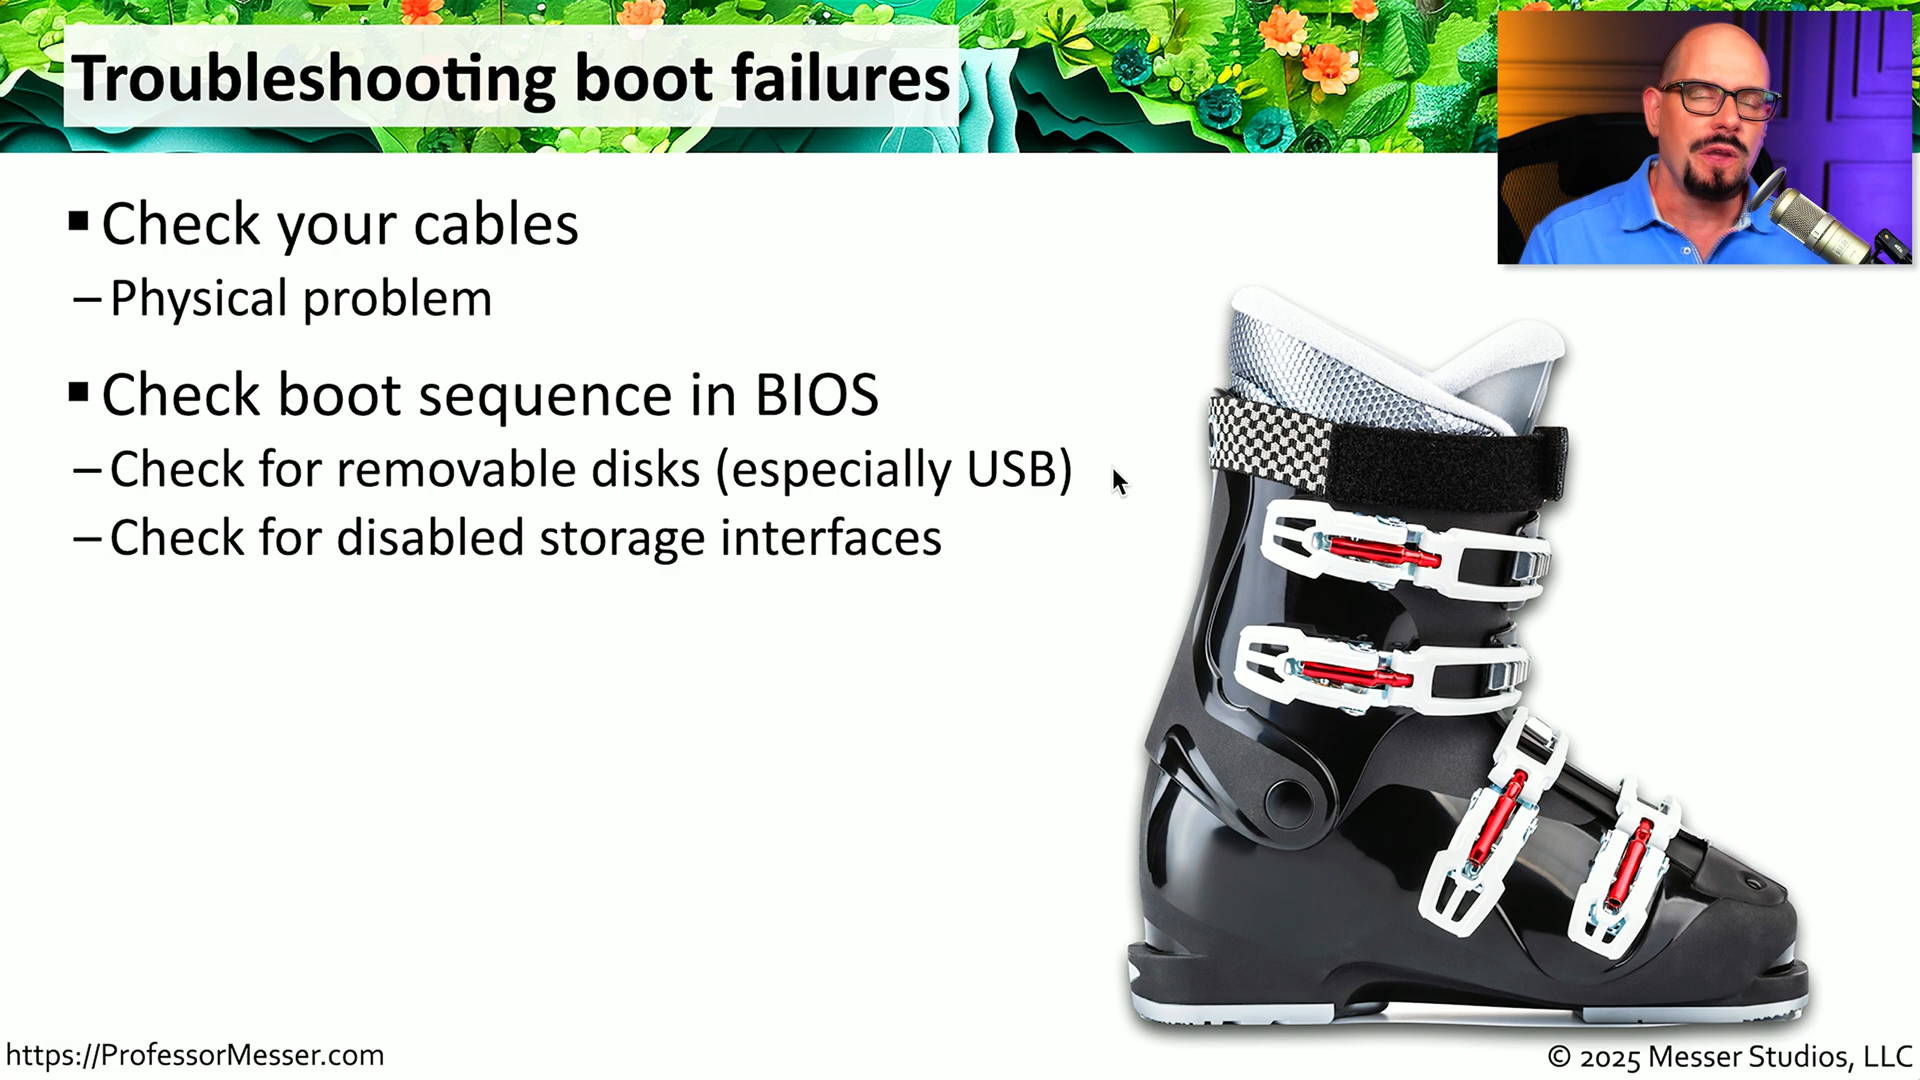 Troubleshooting boot failures
▪ Check your cables
– Physical problem
▪ Check boot sequence in BIOS
– Check for removable disks (especially USB)
– Check for disabled storage interfaces
https://ProfessorMesser.com
© 2025 Messer Studios, LLC